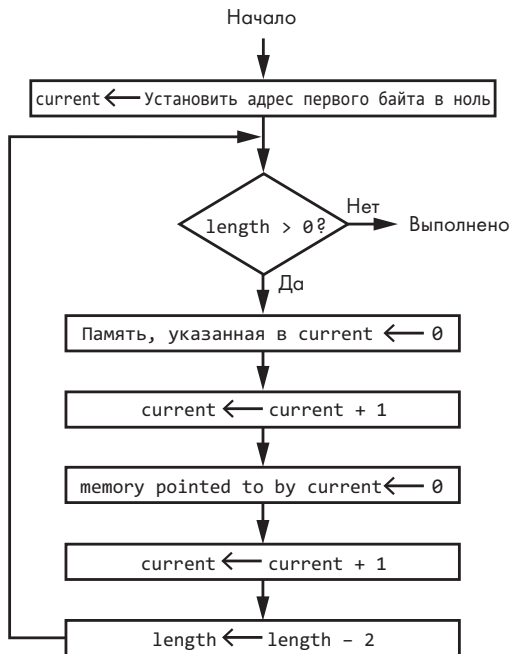 Начало
current ← Установить адрес первого байта в ноль
length > 0?
Нет
Выполнено
Да
Память, указанная в current ← 0
current ← current + 1
memory pointed to by current ← 0
current ← current + 1
length ← length – 2